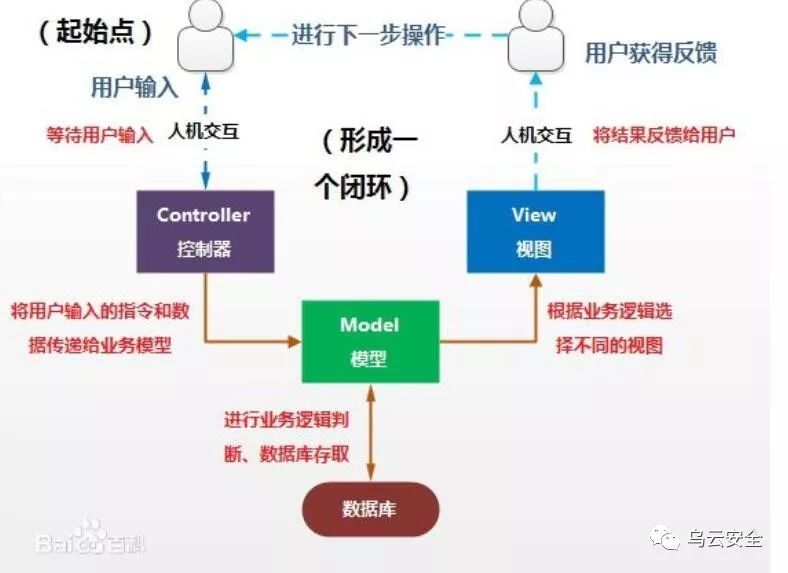 （起始点）
进行下一步操作
用户输入
用户获得反馈
等待用户输入
人机交互
（形成一
个闭环）
人机交互
将结果反馈给用户
Controller
控制器
View
视图
将用户输入的指令和数
据传递给业务模型
Model
模型
根据业务逻辑选
择不同的视图
进行业务逻辑判
断、数据库存取
数据库
Baidu百科
乌云安全